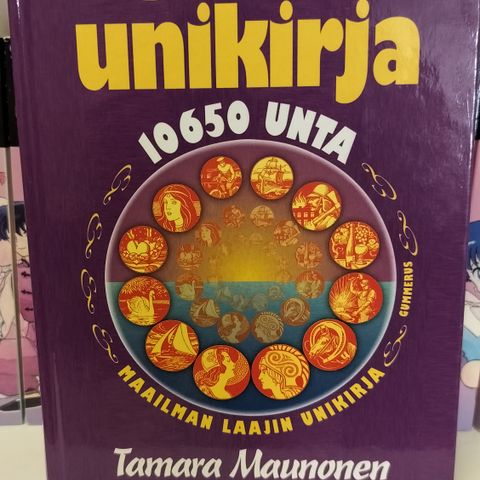 unikirja
10650 UNTA
GUMMERUS
MAAILMAN LAAJIN UNIKIRJA
Tamara Maunonen